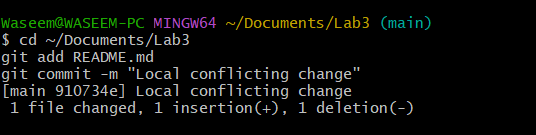 Waseem@WASEEM-PC MINGW64 ~/Documents/Lab3 (main)
$ cd ~/Documents/Lab3
git add README.md
git commit -m "Local conflicting change"
[main 910734e] Local conflicting change
 1 file changed, 1 insertion(+), 1 deletion(-)